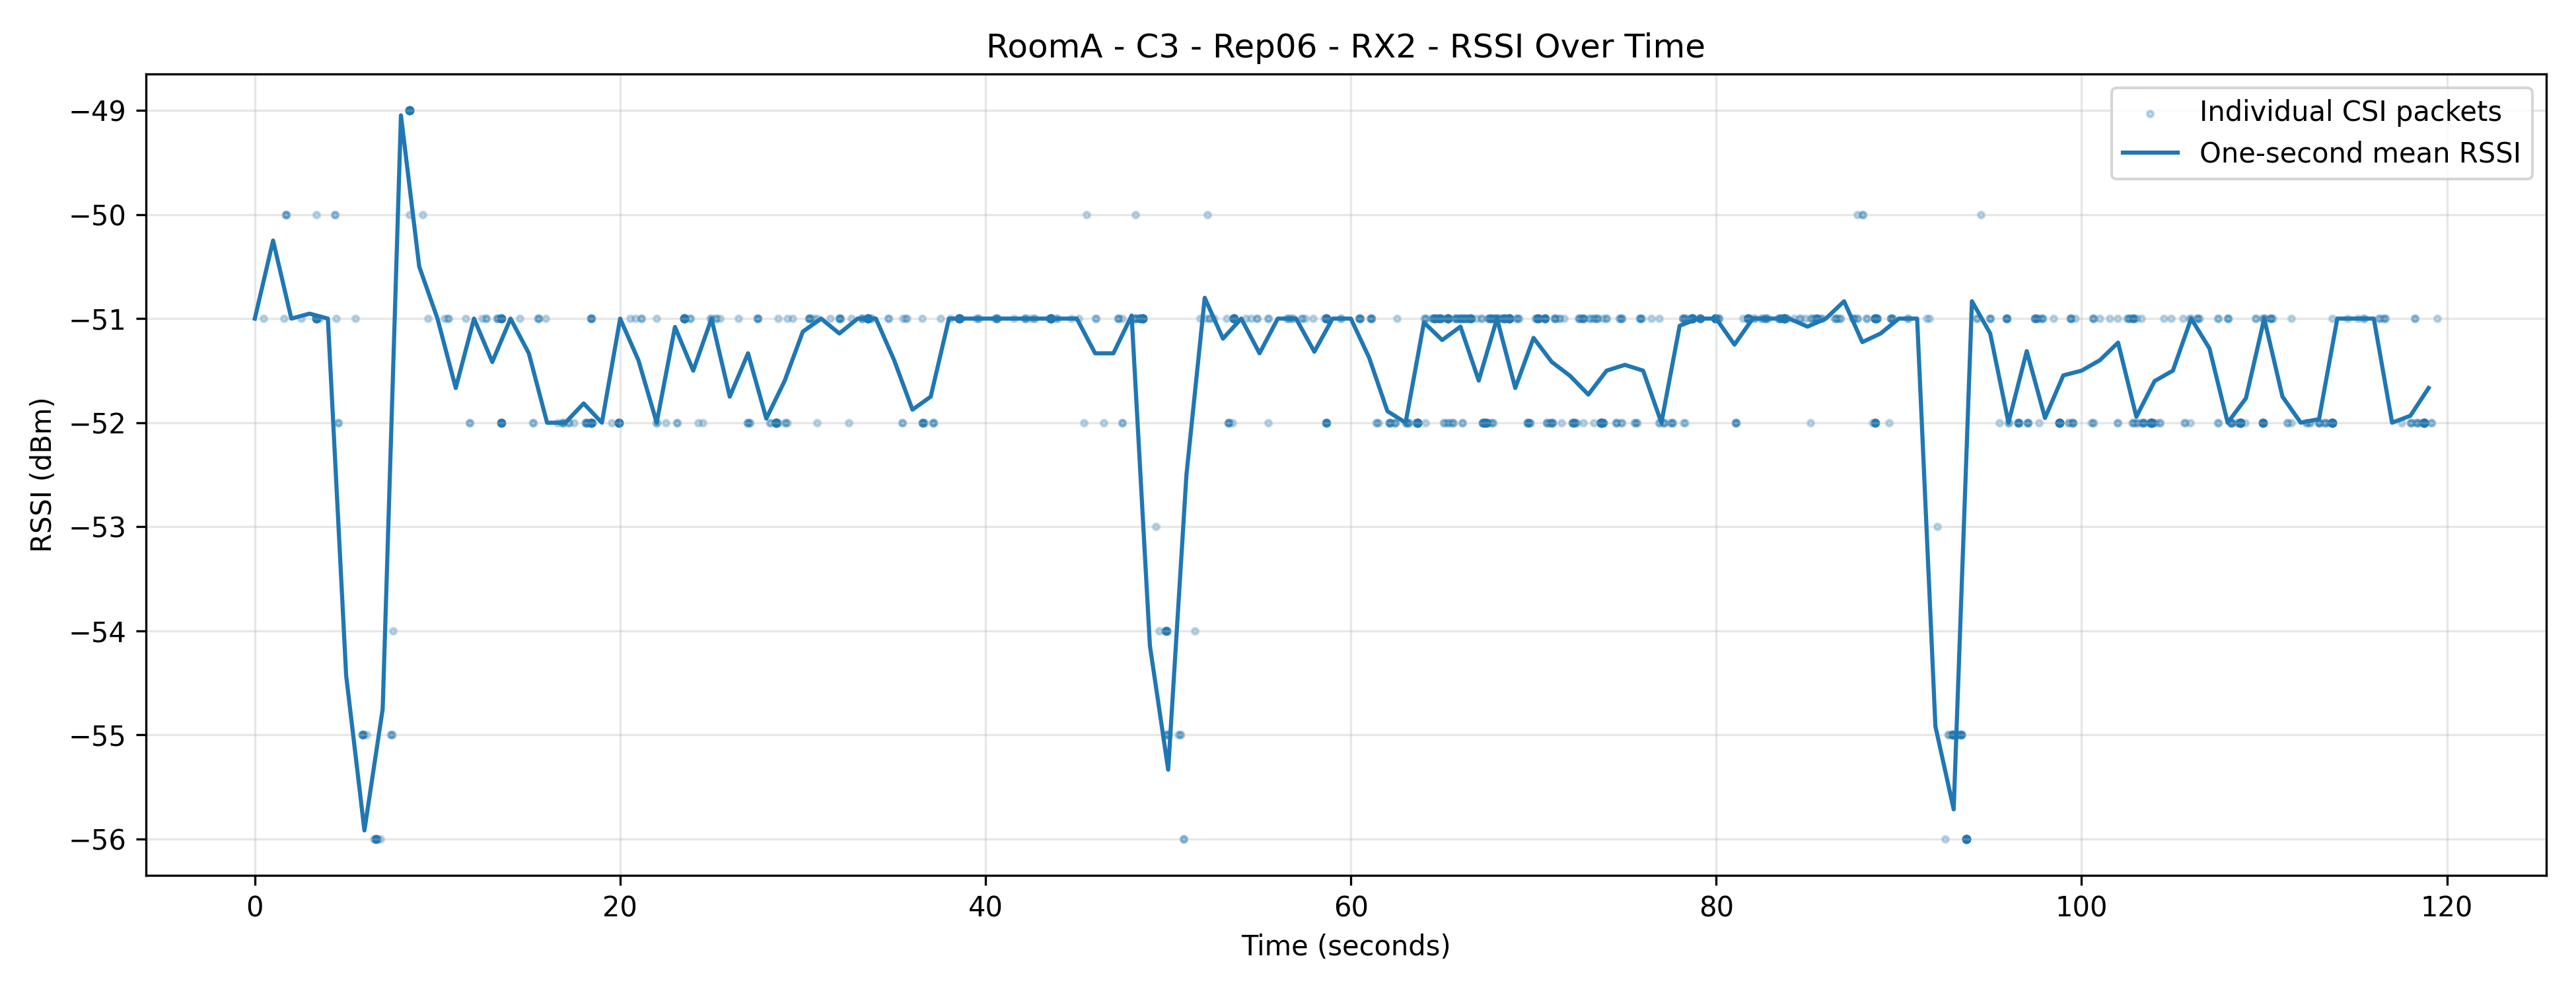 RoomA - C3 - Rep06 - RX2 - RSSI Over Time
Individual CSI packets
One-second mean RSSI
−49
−50
−51
−52
−53
−54
−55
−56
RSSI (dBm)
0 20 40 60 80 100 120
Time (seconds)